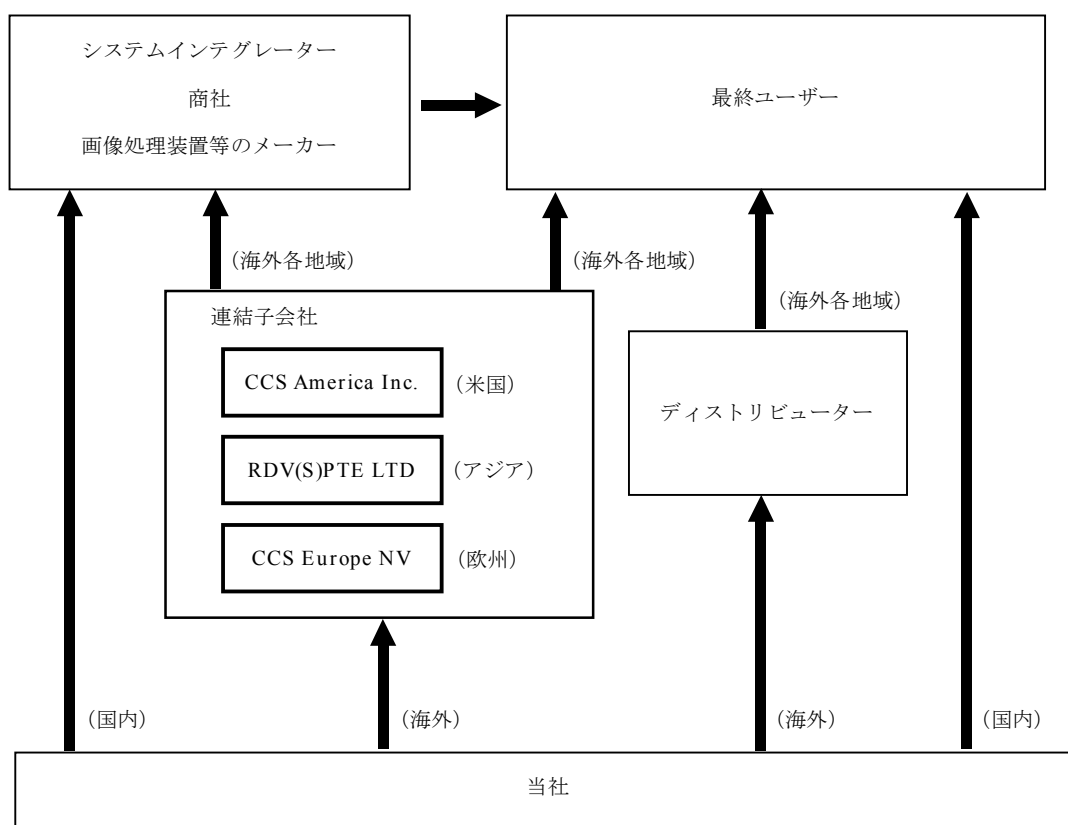 システムインテグレーター
商社
画像処理装置等のメーカー
最終ユーザー
（海外各地域）
（海外各地域）
（海外各地域）
連結子会社
CCS America Inc.
（米国）
RDV(S)PTE LTD
（アジア）
CCS Europe NV
（欧州）
ディストリビューター
（国内）
（海外）
（海外）
（国内）
当社